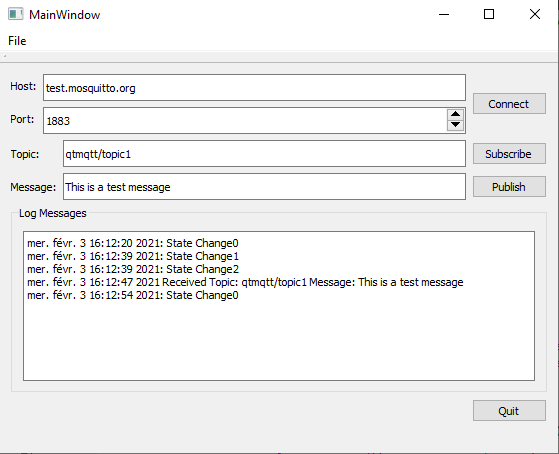 MainWindow
File
Host: test.mosquitto.org
Connect
Port: 1883
Topic: qtmqtt/topic1 Subscribe
Message: This is a test message Publish
Log Messages
mer. févr. 3 16:12:20 2021: State Change0
mer. févr. 3 16:12:39 2021: State Change1
mer. févr. 3 16:12:39 2021: State Change2
mer. févr. 3 16:12:47 2021 Received Topic: qtmqtt/topic1 Message: This is a test message
mer. févr. 3 16:12:54 2021: State Change0
Quit